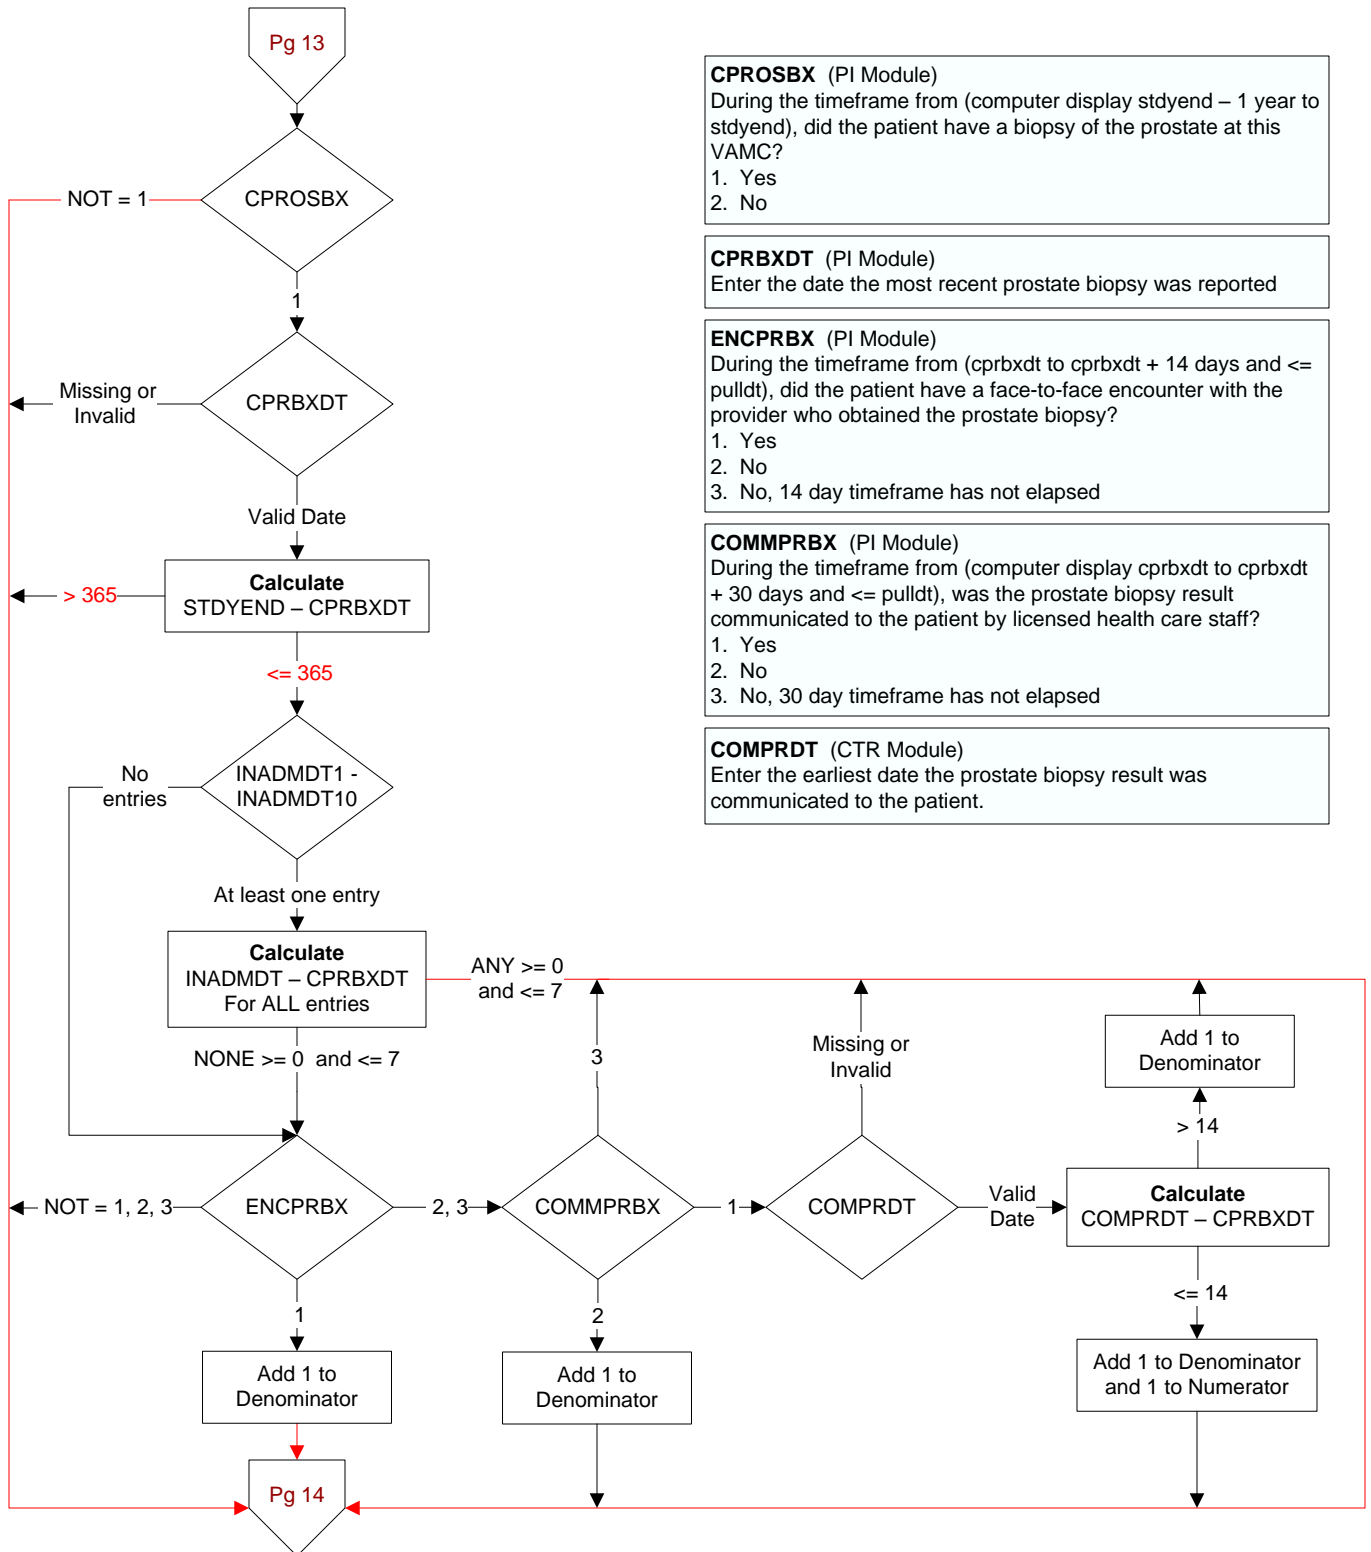 Pg 13
CPROSBX
NOT = 1
1
CPRBXDT
Missing or
Invalid
Valid Date
Calculate
STDYEND – CPRBXDT
> 365
<= 365
INADMDT1 -
INADMDT10
No
entries
At least one entry
Calculate
INADMDT – CPRBXDT
For ALL entries
ANY >= 0
and <= 7
NONE >= 0 and <= 7
ENCPRBX
NOT = 1, 2, 3
2, 3
1
Add 1 to
Denominator
Pg 14
COMMPRBX
3
1
2
Add 1 to
Denominator
COMPRDT
Missing or
Invalid
Valid
Date
Calculate
COMPRDT – CPRBXDT
> 14
Add 1 to
Denominator
<= 14
Add 1 to Denominator
and 1 to Numerator
CPROSBX (PI Module)
During the timeframe from (computer display stdyend – 1 year to
stdyend), did the patient have a biopsy of the prostate at this
VAMC?
1. Yes
2. No
CPRBXDT (PI Module)
Enter the date the most recent prostate biopsy was reported
ENCPRBX (PI Module)
During the timeframe from (cprbxdt to cprbxdt + 14 days and <=
pulldt), did the patient have a face-to-face encounter with the
provider who obtained the prostate biopsy?
1. Yes
2. No
3. No, 14 day timeframe has not elapsed
COMMPRBX (PI Module)
During the timeframe from (computer display cprbxdt to cprbxdt
+ 30 days and <= pulldt), was the prostate biopsy result
communicated to the patient by licensed health care staff?
1. Yes
2. No
3. No, 30 day timeframe has not elapsed
COMPRDT (CTR Module)
Enter the earliest date the prostate biopsy result was
communicated to the patient.